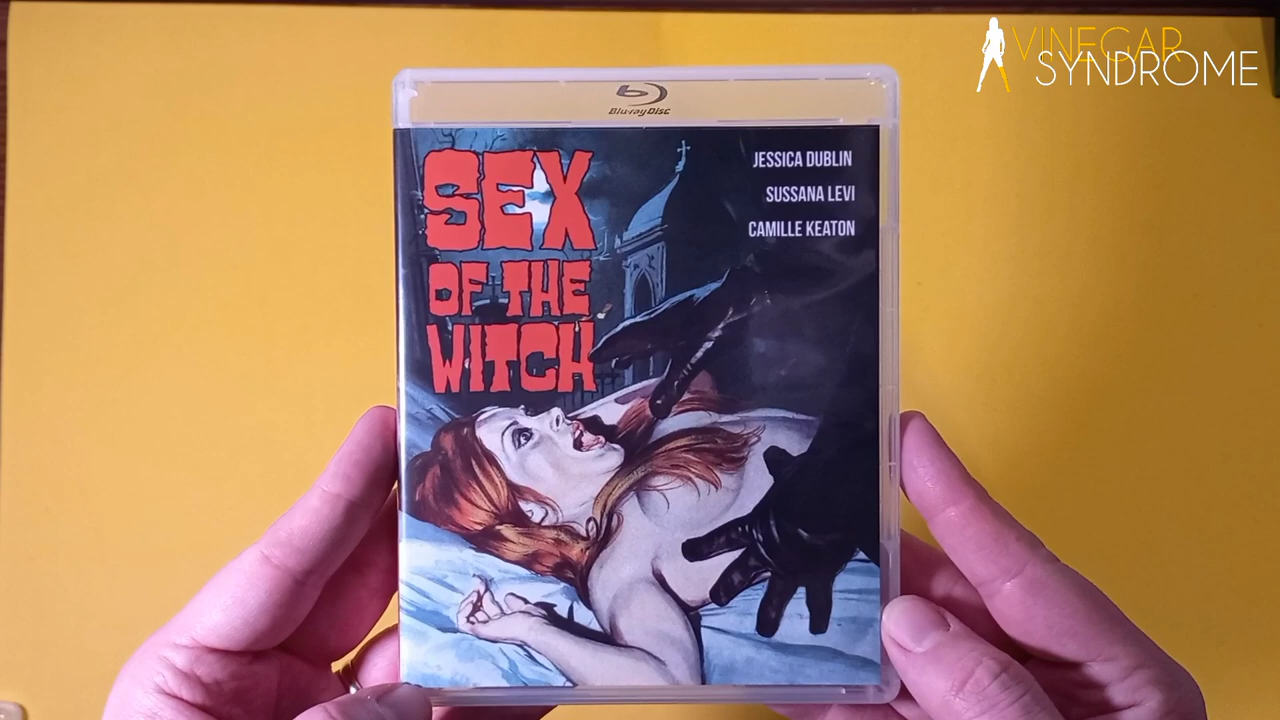 VINEGAR
SYNDROME
Blu-ray Disc
SEX
OF THE
WITCH
JESSICA DUBLIN
SUSSANA LEVI
CAMILLE KEATON